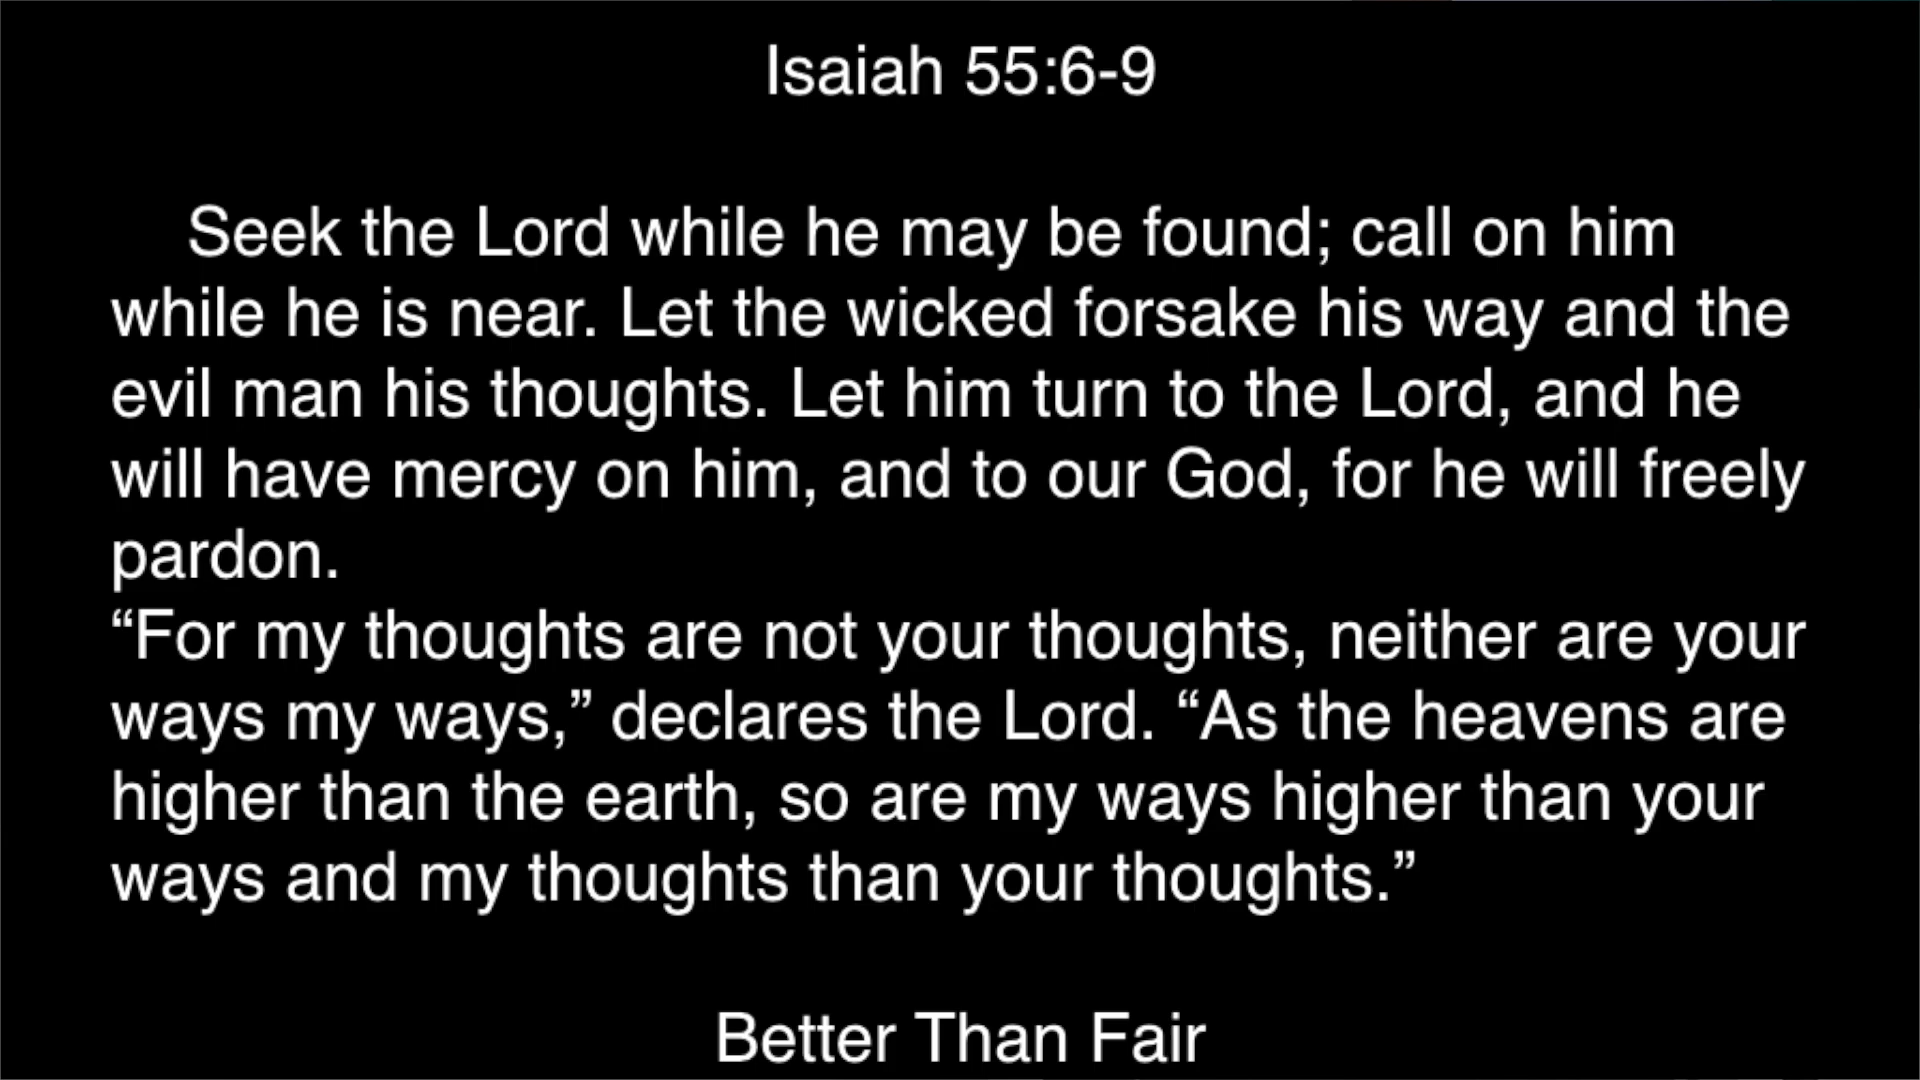 Isaiah 55:6-9
Seek the Lord while he may be found; call on him
while he is near. Let the wicked forsake his way and the
evil man his thoughts. Let him turn to the Lord, and he
will have mercy on him, and to our God, for he will freely
pardon.
“For my thoughts are not your thoughts, neither are your
ways my ways,” declares the Lord. “As the heavens are
higher than the earth, so are my ways higher than your
ways and my thoughts than your thoughts.”
Better Than Fair